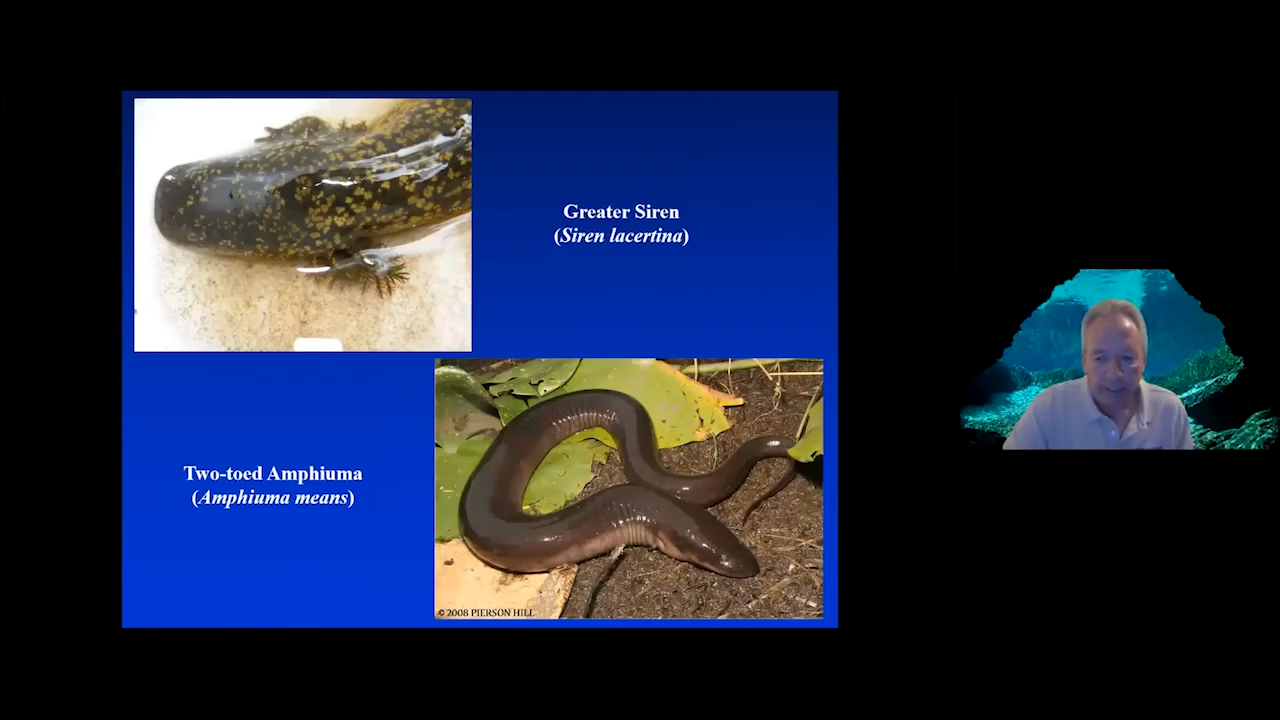 Greater Siren
(Siren lacertina)
Two-toed Amphiuma
(Amphiuma means)
© 2008 PIERSON HILL